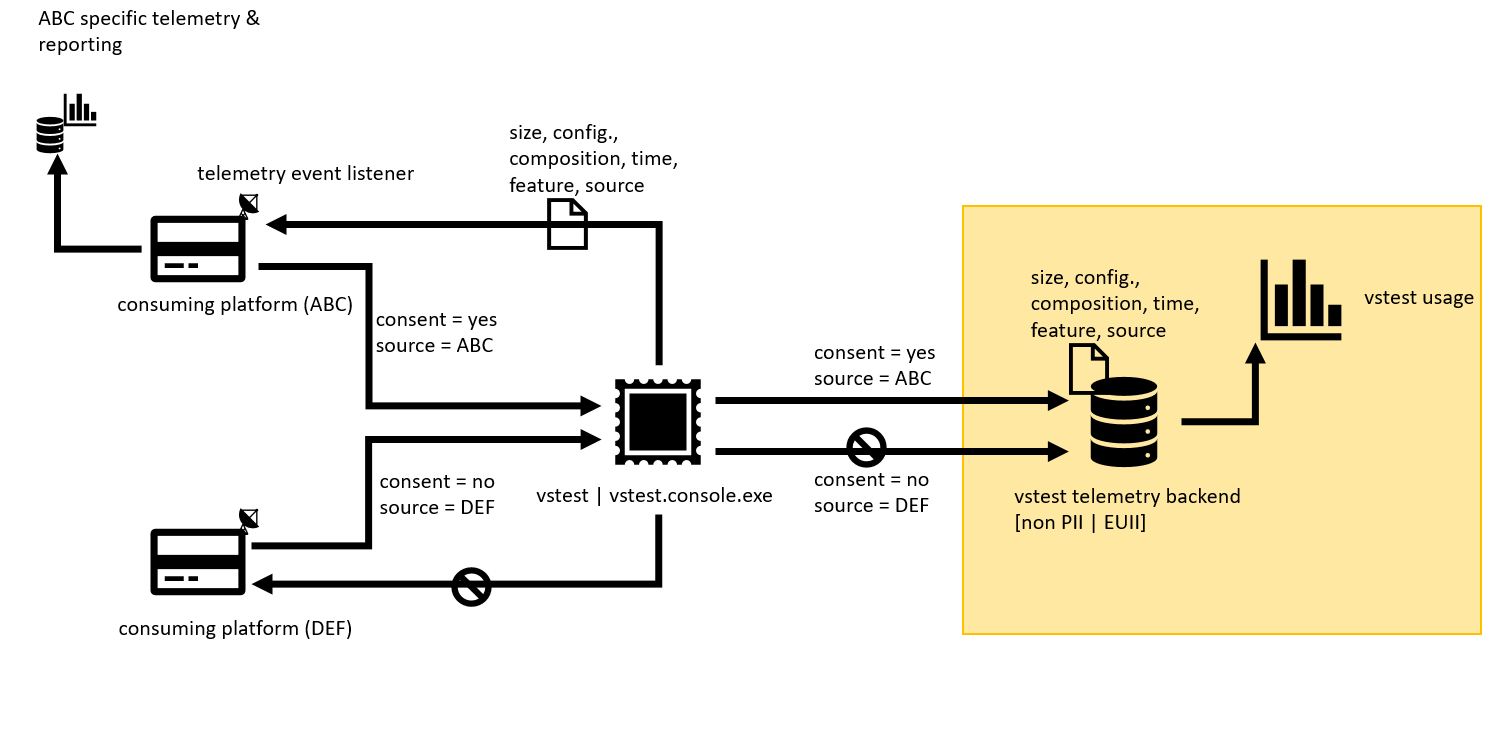 ABC specific telemetry &
reporting
telemetry event listener
size, config.,
composition, time,
feature, source
consuming platform (ABC)
consent = yes
source = ABC
consent = no
source = DEF
consuming platform (DEF)
vstest | vstest.console.exe
consent = yes
source = ABC
consent = no
source = DEF
size, config.,
composition, time,
feature, source
vstest usage
vstest telemetry backend
[non PII | EUII]